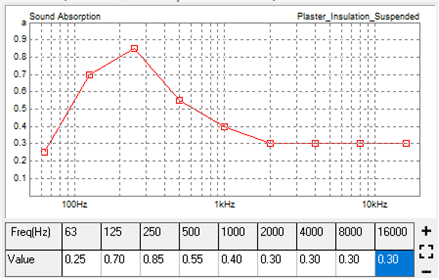 Sound Absorption Plaster_Insulation_Suspended
a
0.9
0.8
0.7
0.6
0.5
0.4
0.3
0.2
0.1
100Hz 1kHz 10kHz
Freq(Hz) 63 125 250 500 1000 2000 4000 8000 16000
Value 0.25 0.70 0.85 0.55 0.40 0.30 0.30 0.30 0.30